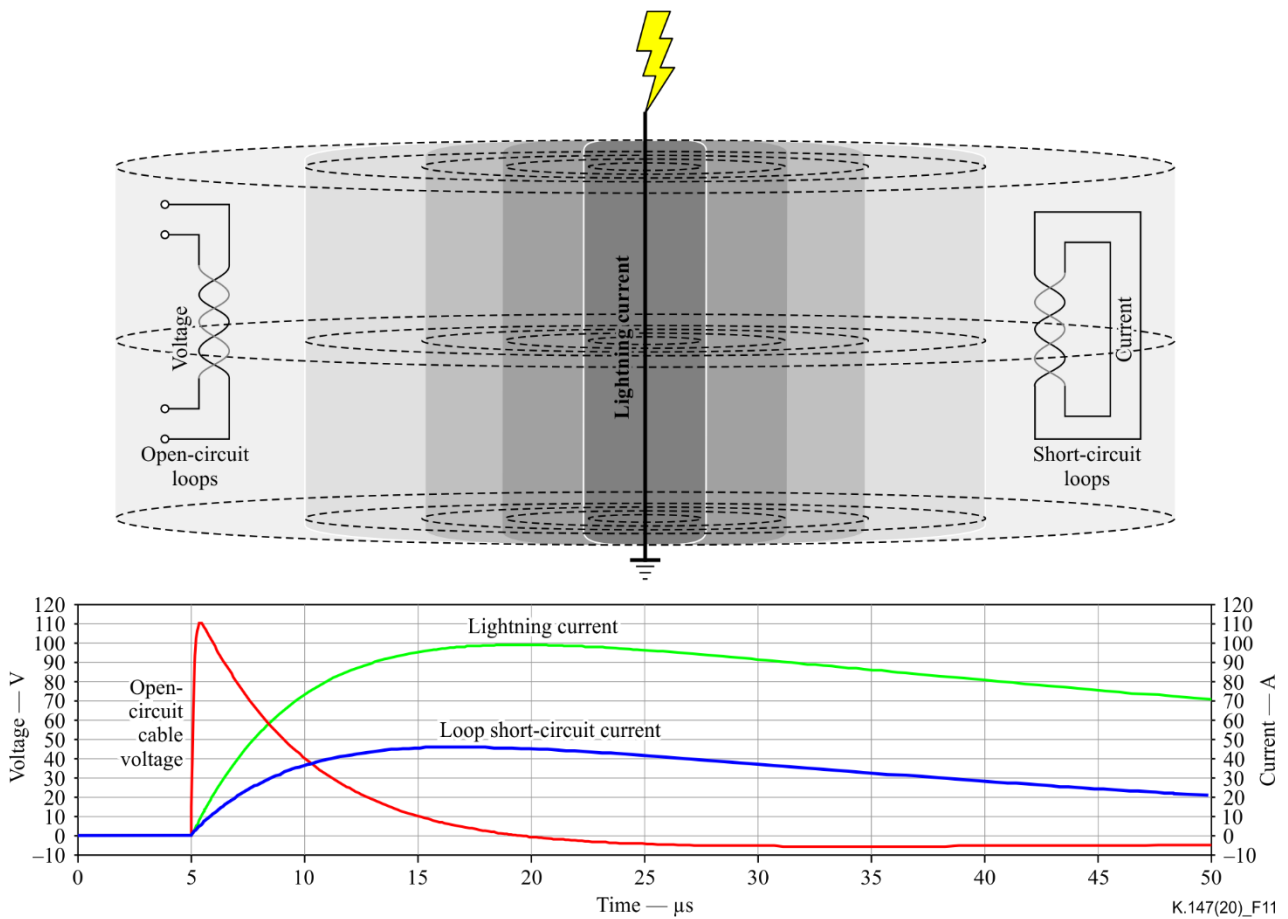 Lightning current
Voltage
Current
Open-circuit
loops
Short-circuit
loops
120
110
100
90
80
70
60
50
40
30
20
10
0
–10
Voltage — V
Open-
circuit
cable
voltage
Lightning current
Loop short-circuit current
120
110
100
90
80
70
60
50
40
30
20
10
0
–10
Current — A
0 5 10 15 20 25 30 35 40 45 50
Time — µs
K.147(20)_F11